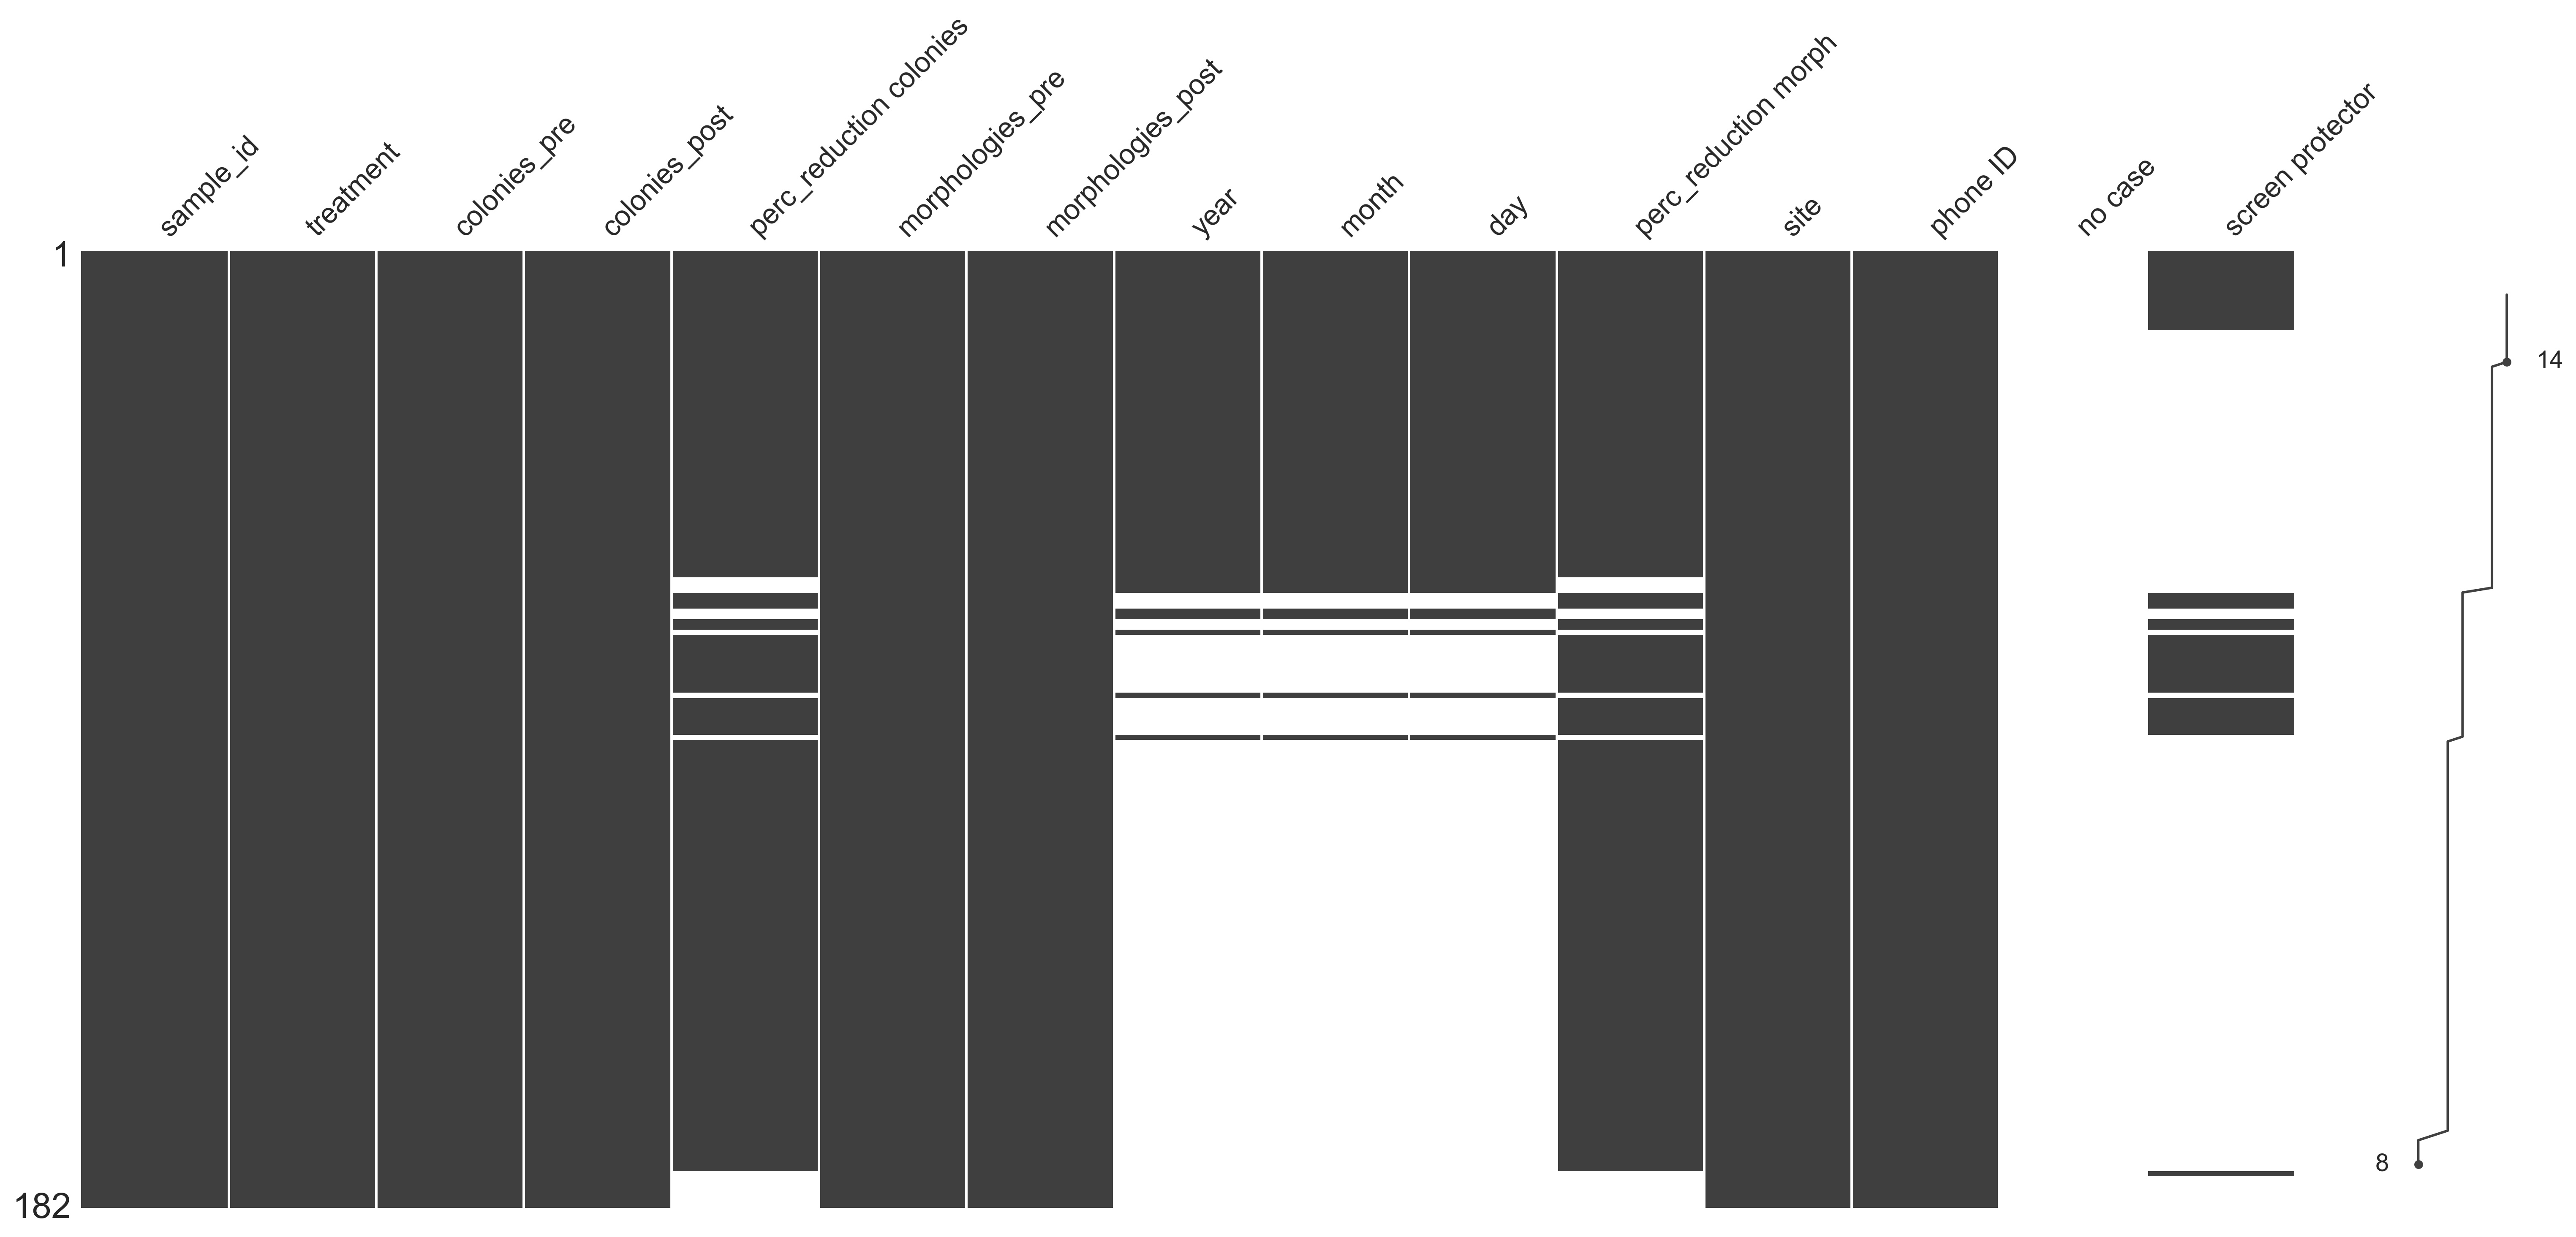 sample_id
treatment
colonies_pre
colonies_post
perc_reduction colonies
morphologies_pre
morphologies_post
year
month
day
perc_reduction morph
site
phone ID
no case
screen protector
1
14
8
182